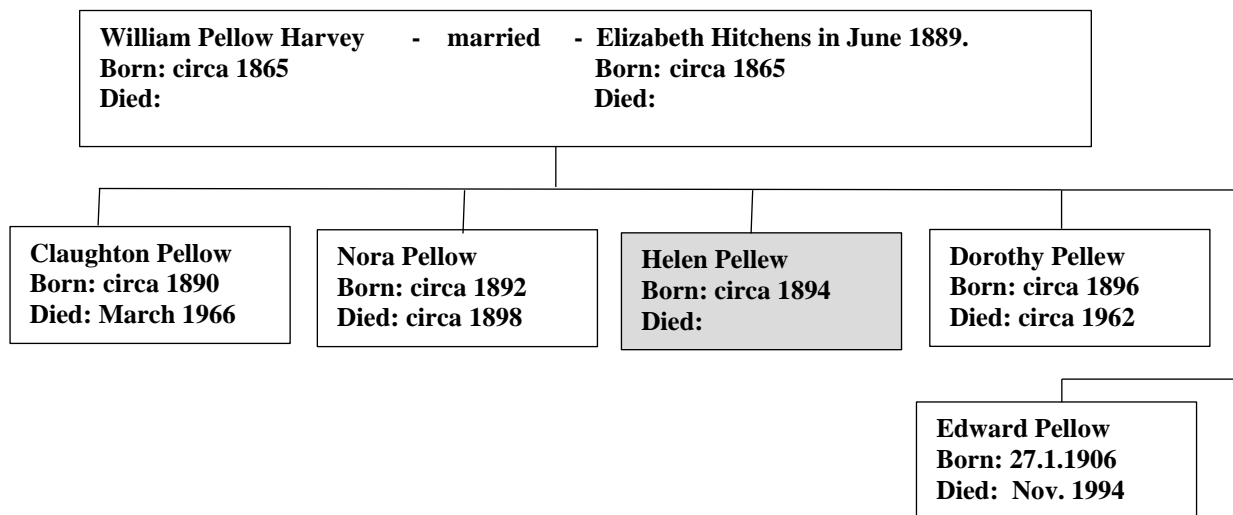 William Pellow Harvey - married - Elizabeth Hitchens in June 1889.
Born: circa 1865 Born: circa 1865
Died: Died:
Claughton Pellow
Born: circa 1890
Died: March 1966
Nora Pellow
Born: circa 1892
Died: circa 1898
Helen Pellew
Born: circa 1894
Died:
Dorothy Pellew
Born: circa 1896
Died: circa 1962
Edward Pellow
Born: 27.1.1906
Died: Nov. 1994